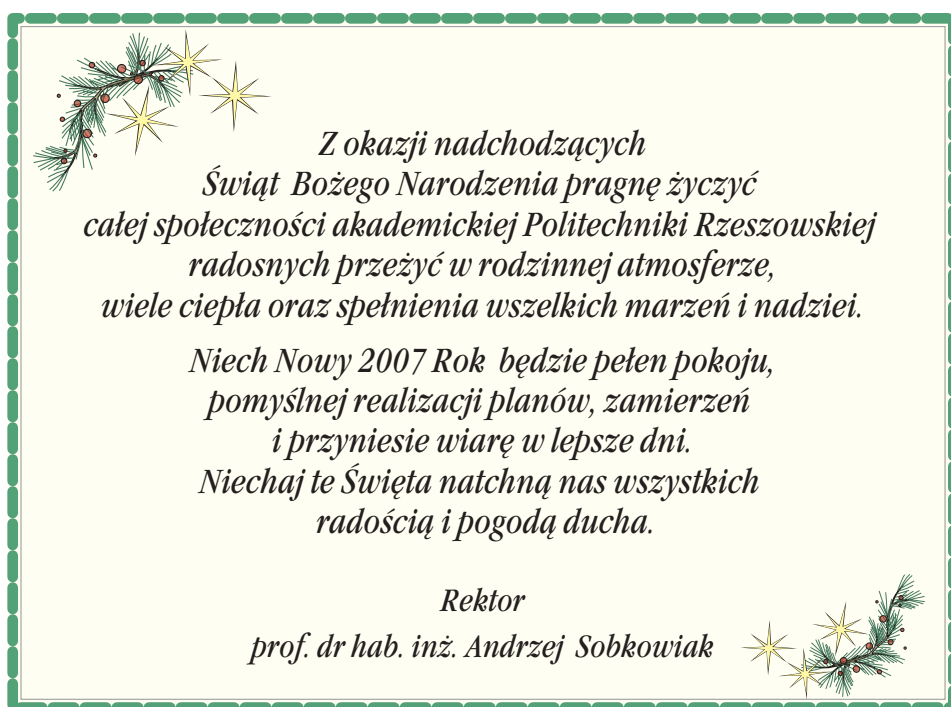 Z okazji nadchodzących
Świąt Bożego Narodzenia pragnę życzyć
całej społeczności akademickiej Politechniki Rzeszowskiej
radosnych przeżyć w rodzinnej atmosferze,
wiele ciepła oraz spełnienia wszelkich marzeń i nadziei.
Niech Nowy 2007 Rok będzie pełen pokoju,
pomyślnej realizacji planów, zamierzeń
i przyniesie wiarę w lepsze dni.
Niechaj te Święta natchną nas wszystkich
radością i pogodą ducha.
Rektor
prof. dr hab. inż. Andrzej Sobkowiak